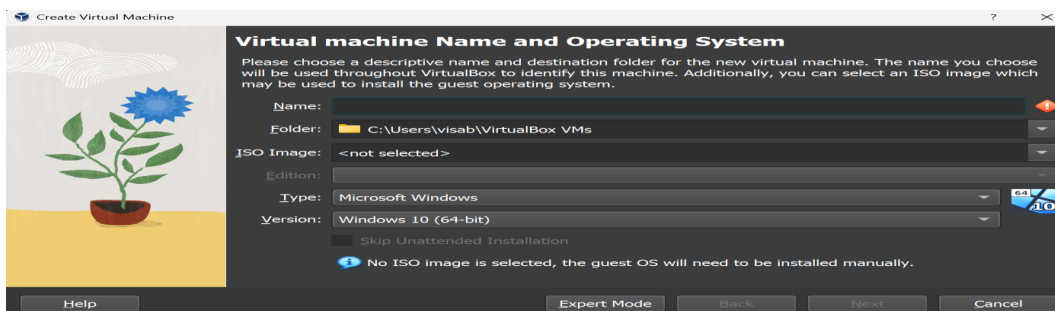 Create Virtual Machine ? ×
Virtual machine Name and Operating System
Please choose a descriptive name and destination folder for the new virtual machine. The name you choose
will be used throughout VirtualBox to identify this machine. Additionally, you can select an ISO image which
may be used to install the guest operating system.
Name:
Folder: C:\Users\visab\VirtualBox VMs
ISO Image: <not selected>
Edition:
Type: Microsoft Windows 64
Version: Windows 10 (64-bit) 10
Skip Unattended Installation
No ISO image is selected, the guest OS will need to be installed manually.
Help Expert Mode Back Next Cancel